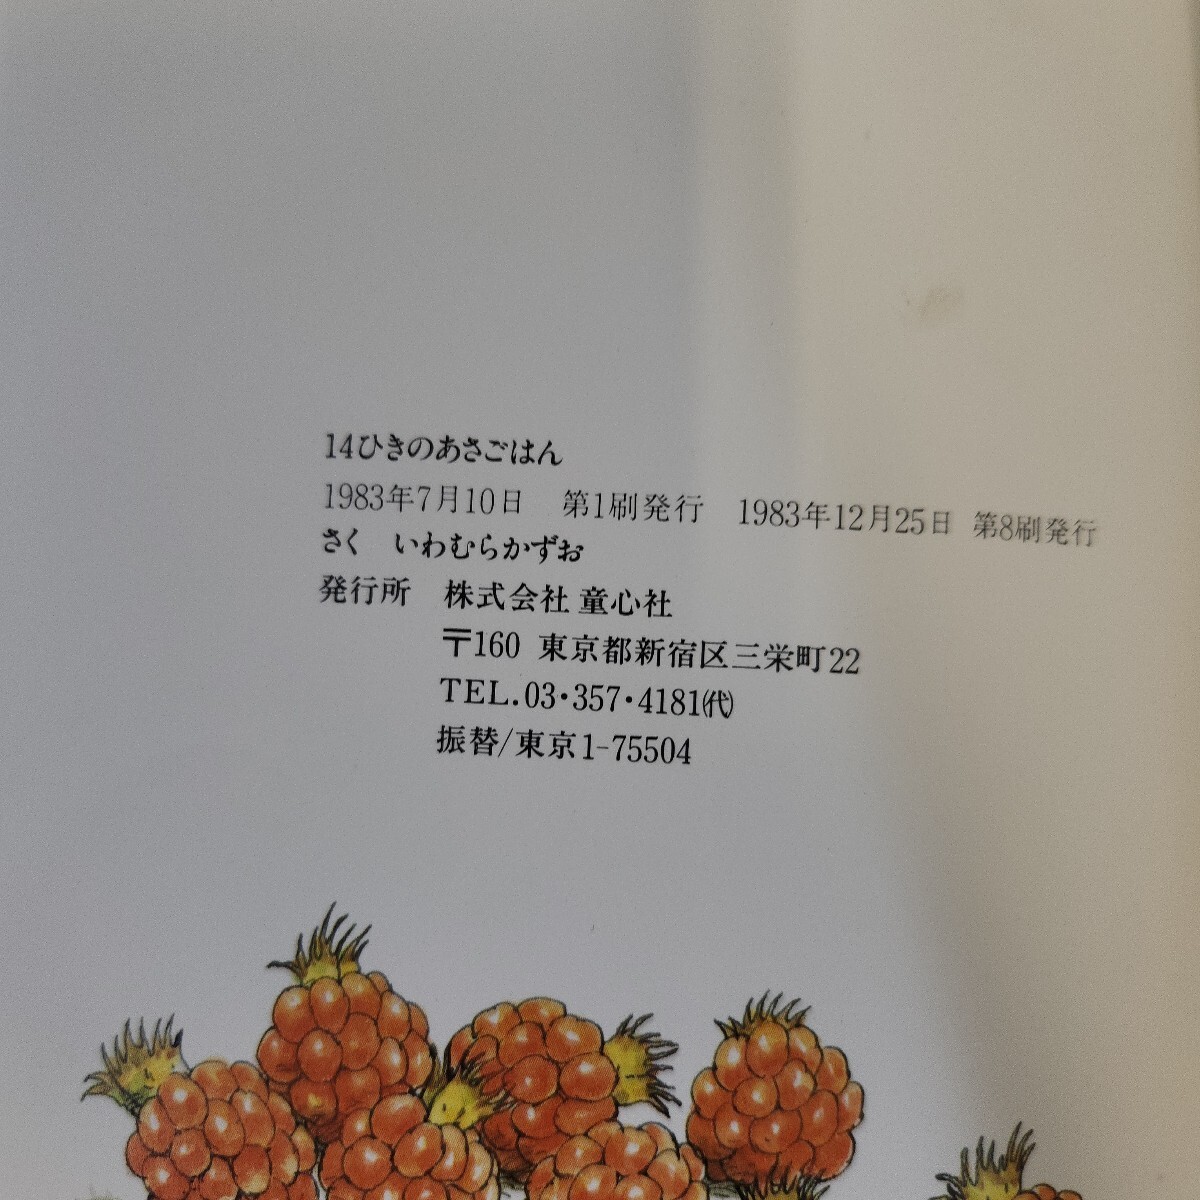 14ひきのあさごはん
1983年7月10日　第1刷発行　1983年12月25日 第8刷発行
さく　いわむらかずお
発行所　株式会社 童心社
〒160 東京都新宿区三栄町22
TEL.03・357・4181㈹
振替/東京1-75504